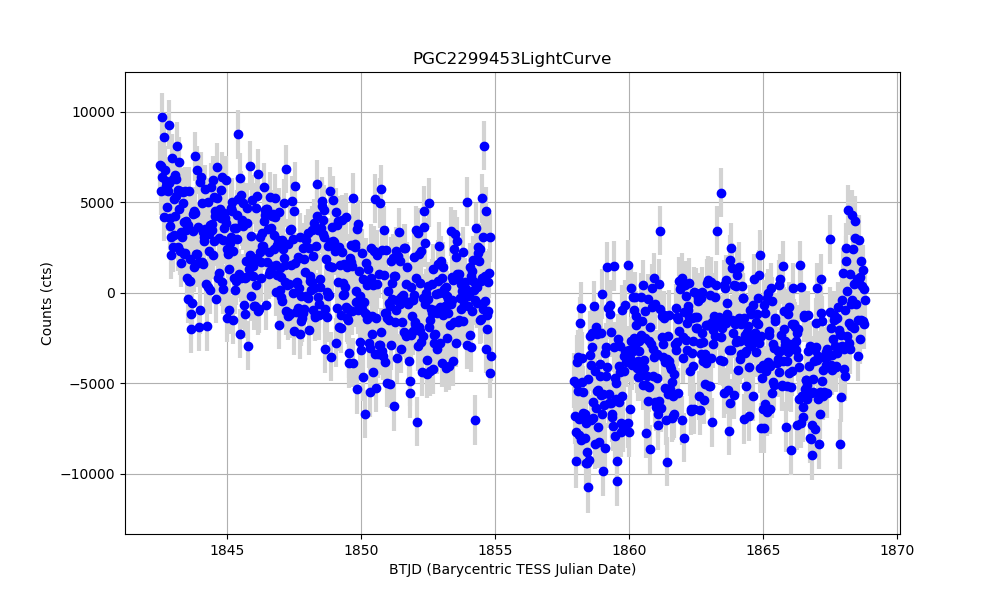 PGC2299453LightCurve
10000
5000
0
−5000
−10000
Counts (cts)
1845 1850 1855 1860 1865 1870
BTJD (Barycentric TESS Julian Date)